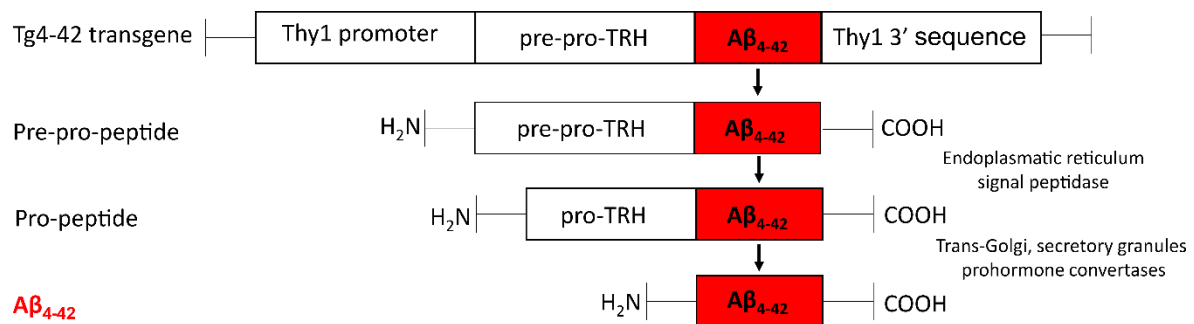 Tg4-42 transgene Thy1 promoter pre-pro-TRH Aβ4-42 Thy1 3’ sequence
Pre-pro-peptide H2N pre-pro-TRH Aβ4-42 COOH
Endoplasmatic reticulum
signal peptidase
Pro-peptide H2N pro-TRH Aβ4-42 COOH
Trans-Golgi, secretory granules
prohormone convertases
Aβ4-42 H2N Aβ4-42 COOH